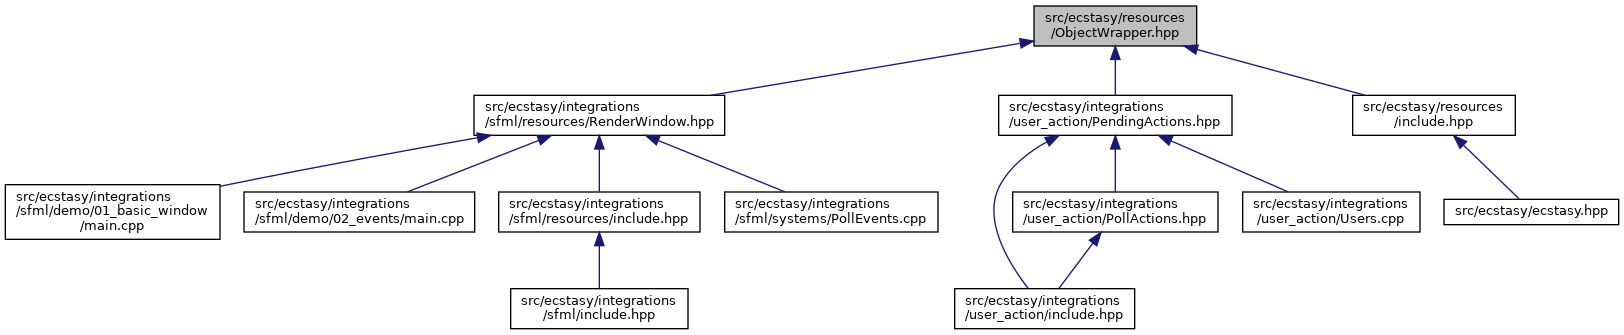 src/ecstasy/resources
/ObjectWrapper.hpp
src/ecstasy/integrations
/sfml/resources/RenderWindow.hpp
src/ecstasy/integrations
/user_action/PendingActions.hpp
src/ecstasy/resources
/include.hpp
src/ecstasy/integrations
/sfml/demo/01_basic_window
/main.cpp
src/ecstasy/integrations
/sfml/demo/02_events/main.cpp
src/ecstasy/integrations
/sfml/resources/include.hpp
src/ecstasy/integrations
/sfml/systems/PollEvents.cpp
src/ecstasy/integrations
/user_action/PollActions.hpp
src/ecstasy/integrations
/user_action/Users.cpp
src/ecstasy/ecstasy.hpp
src/ecstasy/integrations
/sfml/include.hpp
src/ecstasy/integrations
/user_action/include.hpp